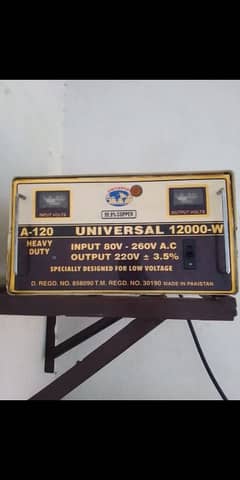 INPUT VOLTS
OUTPUT VOLTS
99.9% COPPER
A-120 UNIVERSAL 12000-W
HEAVY DUTY
INPUT 80V - 260V A.C
OUTPUT 220V ± 3.5%
SPECIALLY DESIGNED FOR LOW VOLTAGE
D. REGD. NO. 858090 T.M. REGD. NO. 30190 MADE IN PAKISTAN